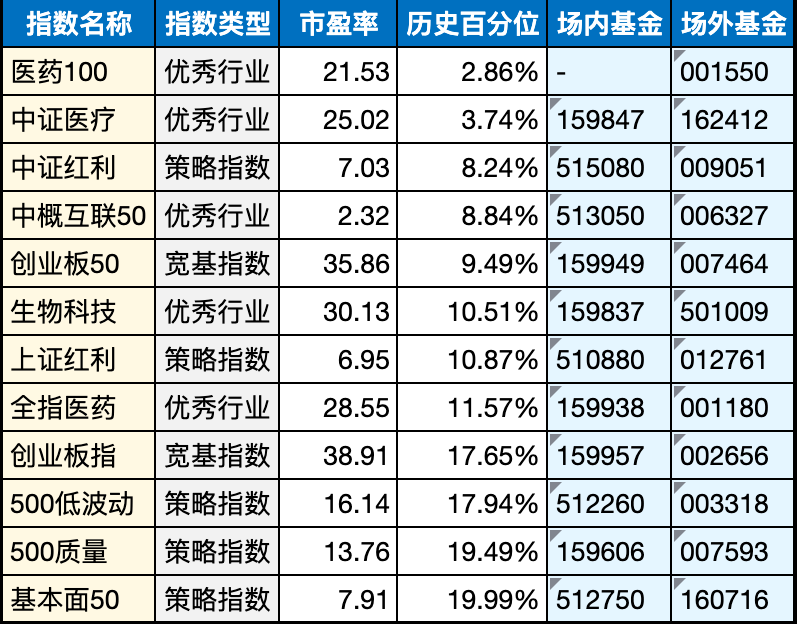 指数名称 指数类型 市盈率 历史百分位 场内基金 场外基金
医药100 优秀行业 21.53 2.86% - 001550
中证医疗 优秀行业 25.02 3.74% 159847 162412
中证红利 策略指数 7.03 8.24% 515080 009051
中概互联50 优秀行业 2.32 8.84% 513050 006327
创业板50 宽基指数 35.86 9.49% 159949 007464
生物科技 优秀行业 30.13 10.51% 159837 501009
上证红利 策略指数 6.95 10.87% 510880 012761
全指医药 优秀行业 28.55 11.57% 159938 001180
创业板指 宽基指数 38.91 17.65% 159957 002656
500低波动 策略指数 16.14 17.94% 512260 003318
500质量 策略指数 13.76 19.49% 159606 007593
基本面50 策略指数 7.91 19.99% 512750 160716